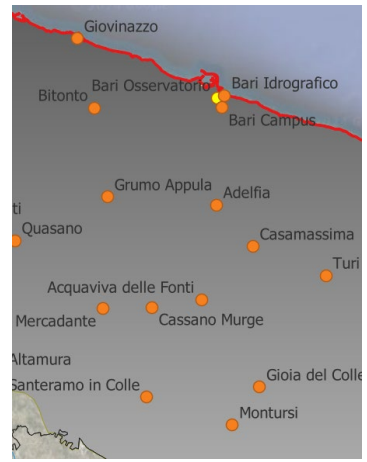 Giovinazzo
Bari Osservatorio
Bari Idrografico
Bitonto
Bari Campus
Grumo Appula
Adelfia
ti
Quasano
Casamassima
Turi
Acquaviva delle Fonti
Mercadante
Cassano Murge
Altamura
Santeramo in Colle
Gioia del Colle
Montursi